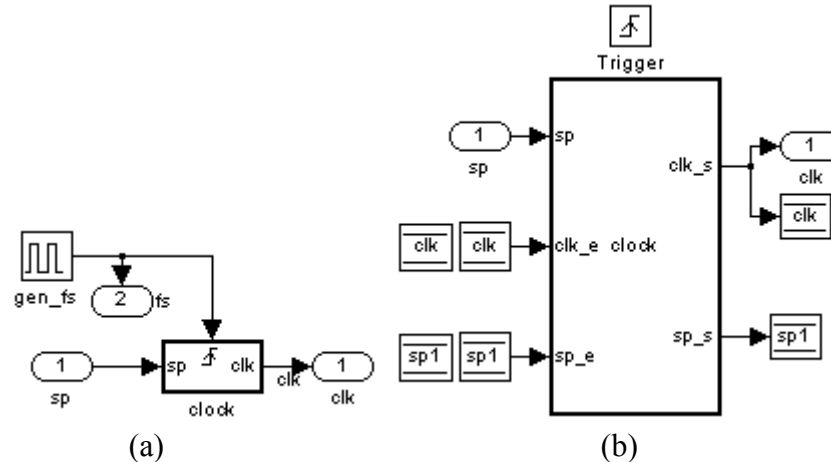 gen_fs
2
fs
1
sp
sp
clk
clk
1
clk
clock
(a)
Trigger
1
sp
sp
clk_s
1
clk
clk
clk
clk
clk_e
clock
sp1
sp1
sp_e
sp_s
sp1
(b)